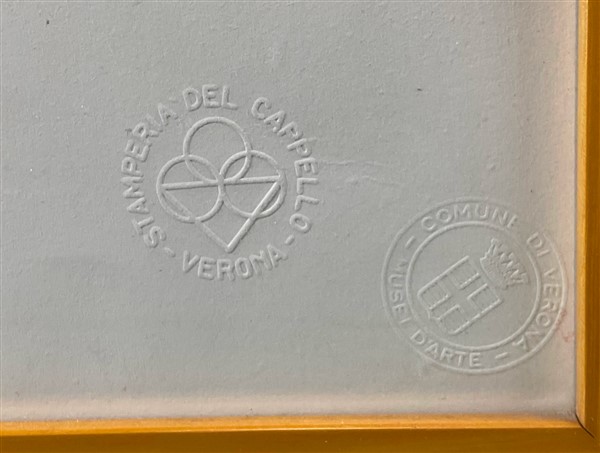 STAMPERIA DEL CAPPELLO
- VERONA -
- COMUNE DI VERONA -
MUSEI D'ARTE